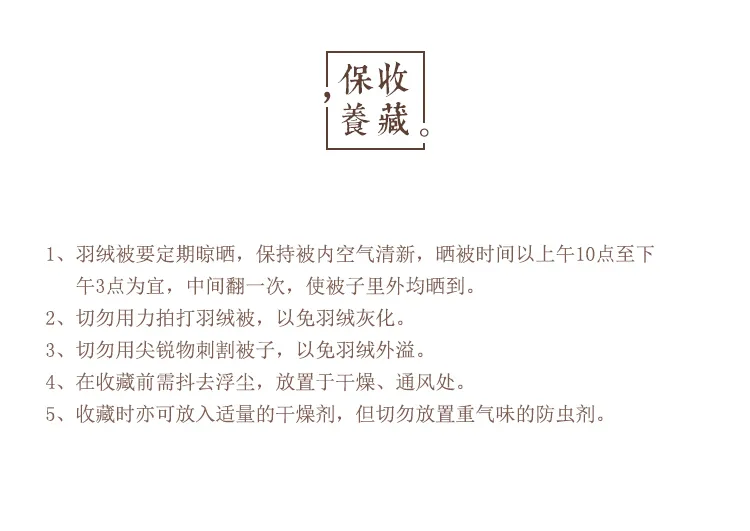 收藏，
保養。
1、羽绒被要定期晾晒，保持被内空气清新，晒被时间以上午10点至下
午3点为宜，中间翻一次，使被子里外均晒到。
2、切勿用力拍打羽绒被，以免羽绒灰化。
3、切勿用尖锐物刺割被子，以免羽绒外溢。
4、在收藏前需抖去浮尘，放置于干燥、通风处。
5、收藏时亦可放入适量的干燥剂，但切勿放置重气味的防虫剂。